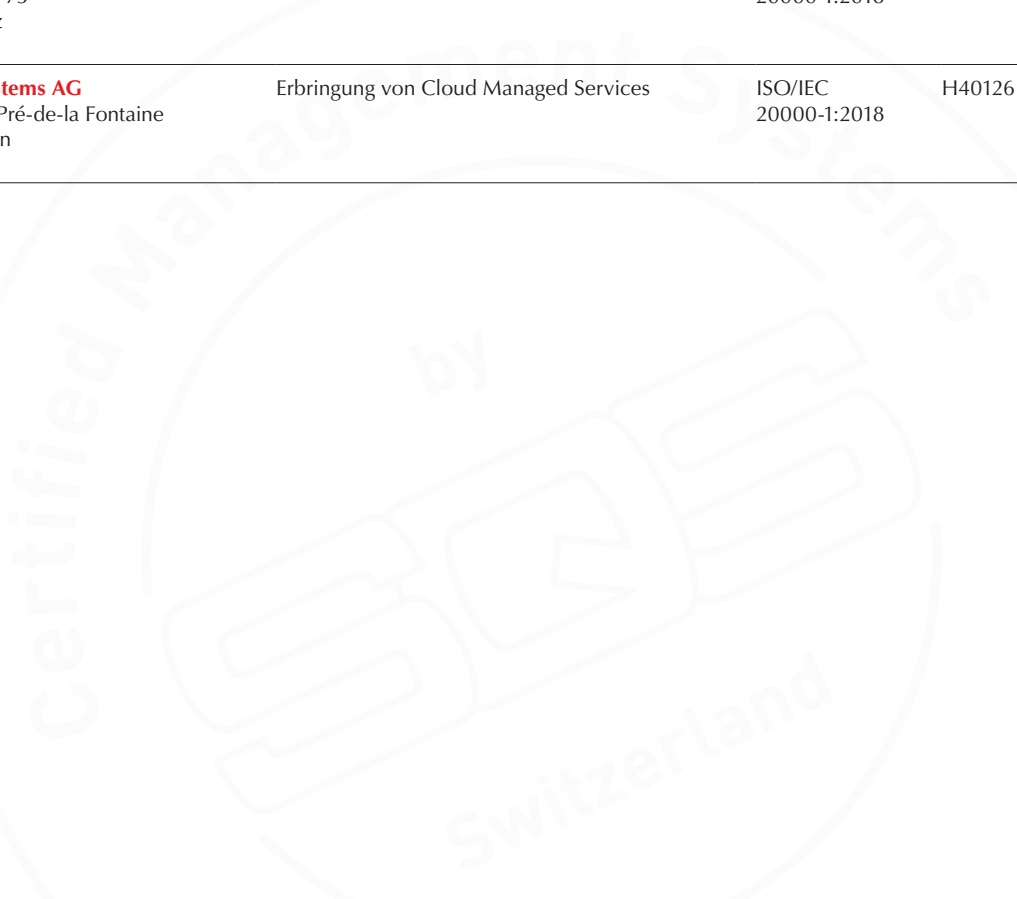 tems AG
Pré-de-la Fontaine
n
Erbringung von Cloud Managed Services
ISO/IEC
20000-1:2018
H40126
Certified Management Systems
by
SQS
Switzerland